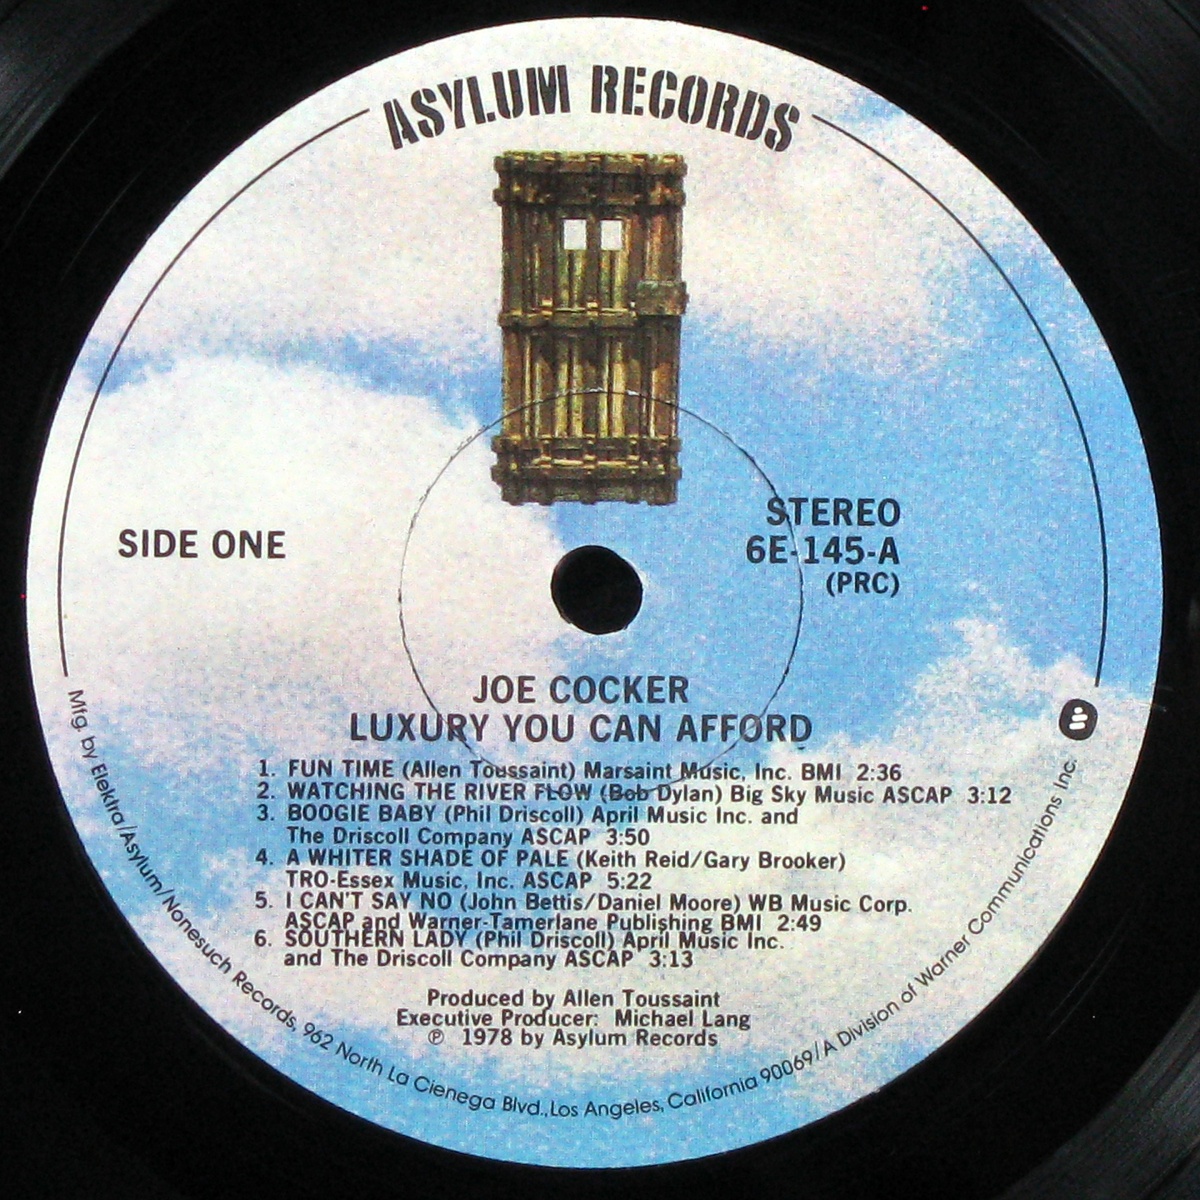 ASYLUM RECORDS
SIDE ONE
STEREO
6E-145-A
(PRC)
JOE COCKER
LUXURY YOU CAN AFFORD
1. FUN TIME (Allen Toussaint) Marsaint Music, Inc. BMI 2:36
2. WATCHING THE RIVER FLOW (Bob Dylan) Big Sky Music ASCAP 3:12
3. BOOGIE BABY (Phil Driscoll) April Music Inc. and
The Driscoll Company ASCAP 3:50
4. A WHITER SHADE OF PALE (Keith Reid/Gary Brooker)
TRO-Essex Music, Inc. ASCAP 5:22
5. I CAN'T SAY NO (John Bettis/Daniel Moore) WB Music Corp.
ASCAP and Warner-Tamerlane Publishing BMI 2:49
6. SOUTHERN LADY (Phil Driscoll) April Music Inc.
and The Driscoll Company ASCAP 3:13
Produced by Allen Toussaint
Executive Producer: Michael Lang
℗ 1978 by Asylum Records
Mfg. by Elektra/Asylum/Nonesuch Records, 962 North La Cienega Blvd., Los Angeles, California 90069/A Division of Warner Communications Inc.